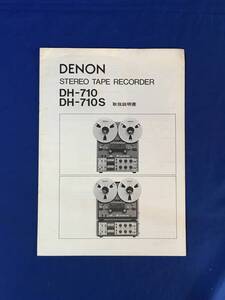 DENON
STEREO TAPE RECORDER
DH-710
DH-710S 取扱説明書